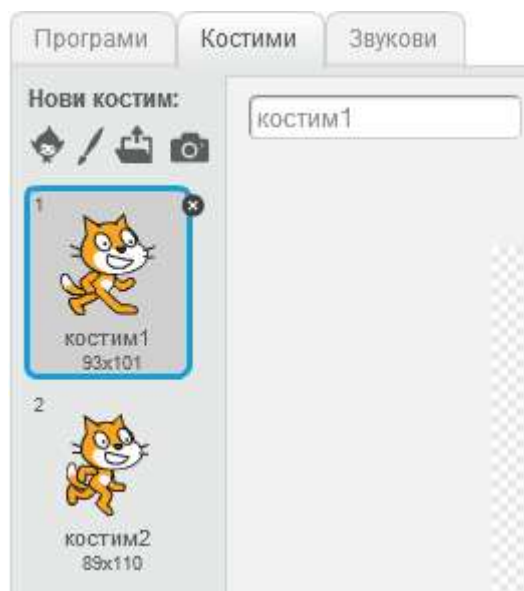 Програми Костими Звукови
Нови костим:
костим1
1
костим1
93x101
2
костим2
89x110